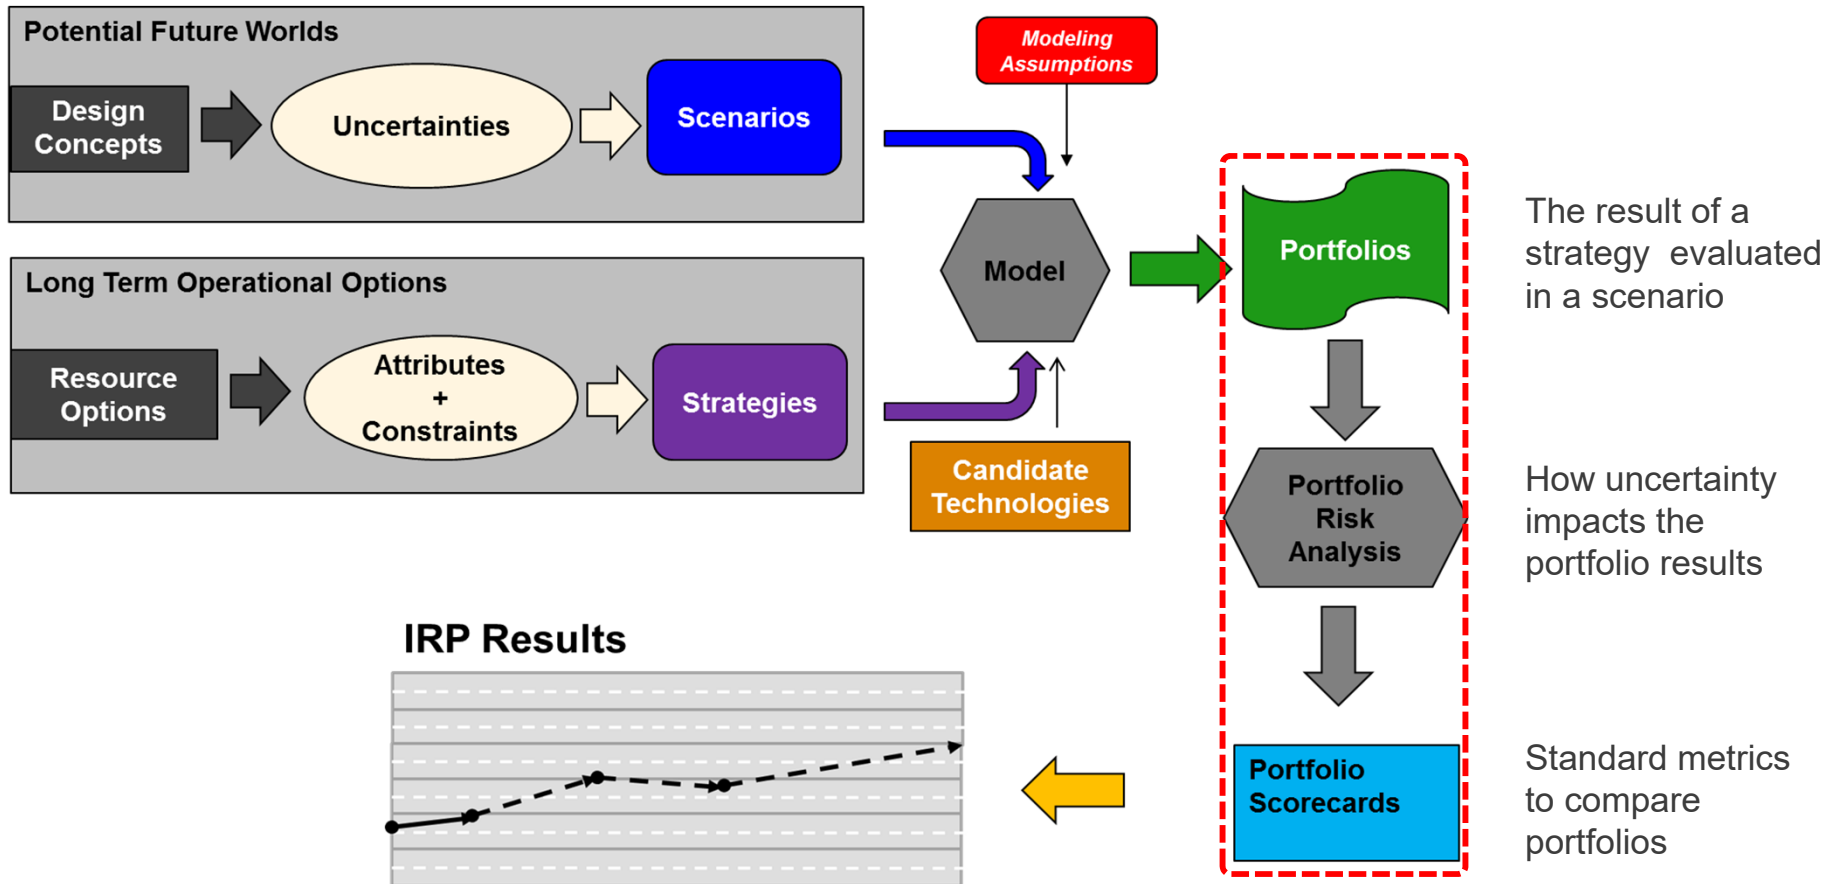 Potential Future Worlds
Design
Concepts
Uncertainties
Scenarios
Modeling
Assumptions
Long Term Operational Options
Resource
Options
Attributes
+
Constraints
Strategies
Model
Candidate
Technologies
Portfolios
The result of a
strategy  evaluated
in a scenario
Portfolio
Risk
Analysis
How uncertainty
impacts the
portfolio results
Portfolio
Scorecards
Standard metrics
to compare
portfolios
IRP Results